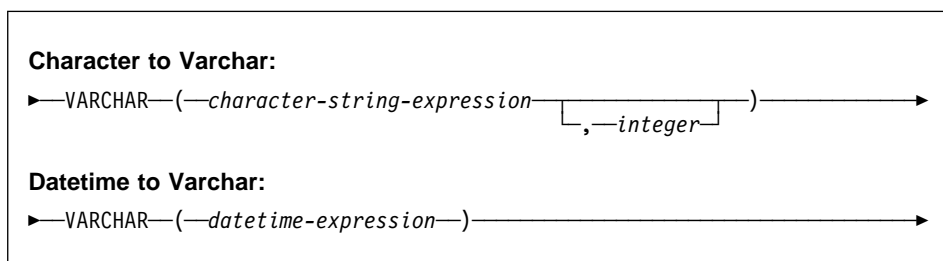 Character to Varchar:
►──VARCHAR──(──character-string-expression──┬────────────┬──)──►
└─,──integer─┘
Datetime to Varchar:
►──VARCHAR──(──datetime-expression──)──►